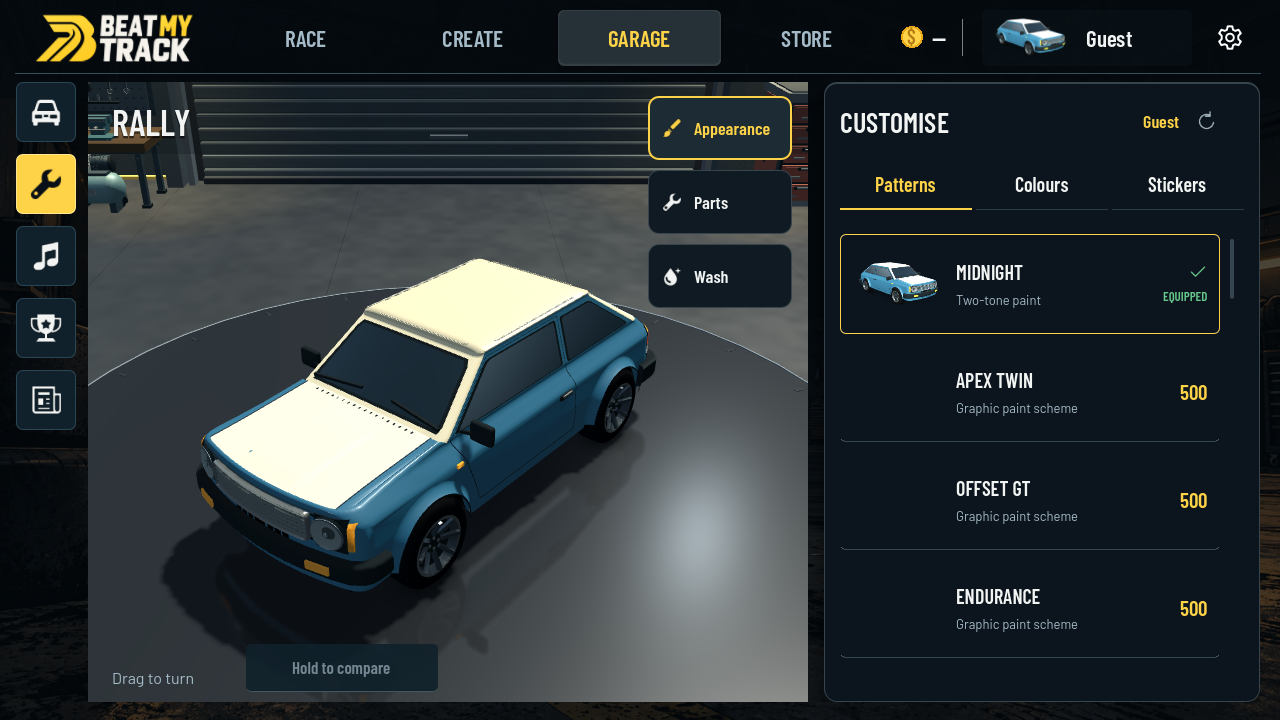 BEAT MY
TRACK
RACE
CREATE
GARAGE
STORE
$
–
Guest
RALLY
Appearance
Parts
Wash
Drag to turn
Hold to compare
CUSTOMISE
Guest
Patterns
Colours
Stickers
MIDNIGHT
Two-tone paint
EQUIPPED
APEX TWIN
Graphic paint scheme
500
OFFSET GT
Graphic paint scheme
500
ENDURANCE
Graphic paint scheme
500